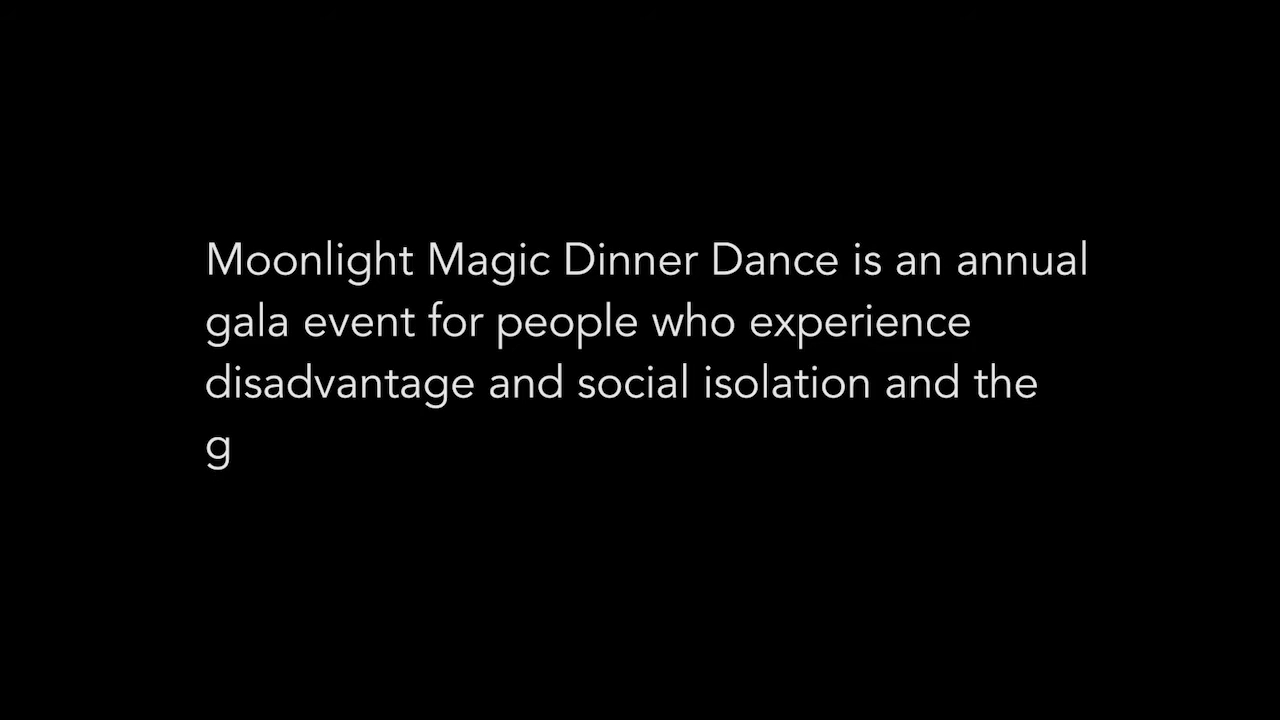 Moonlight Magic Dinner Dance is an annual
gala event for people who experience
disadvantage and social isolation and the
g